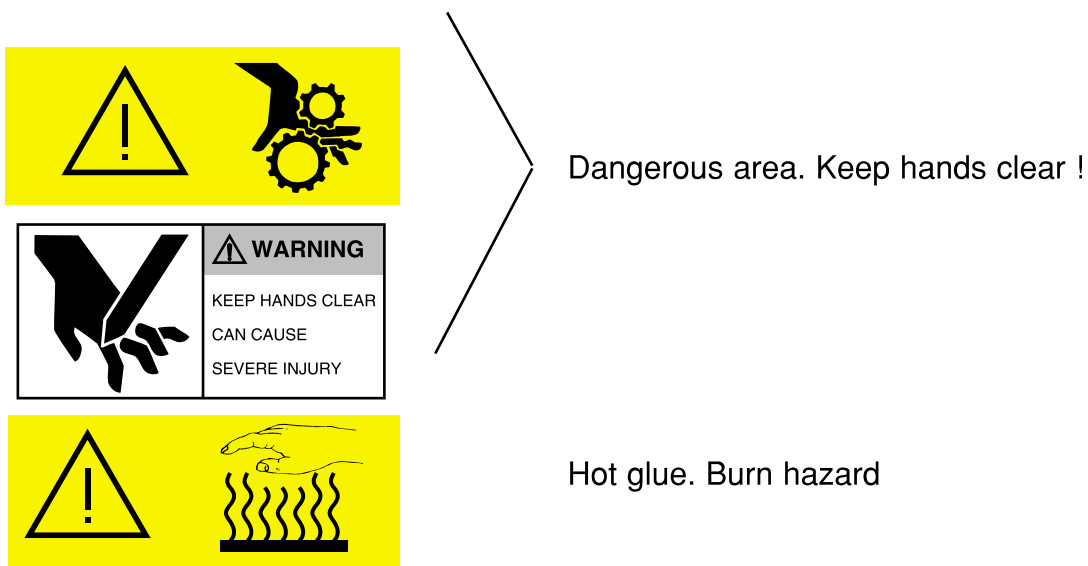 Dangerous area. Keep hands clear !
WARNING
KEEP HANDS CLEAR
CAN CAUSE
SEVERE INJURY
Hot glue. Burn hazard